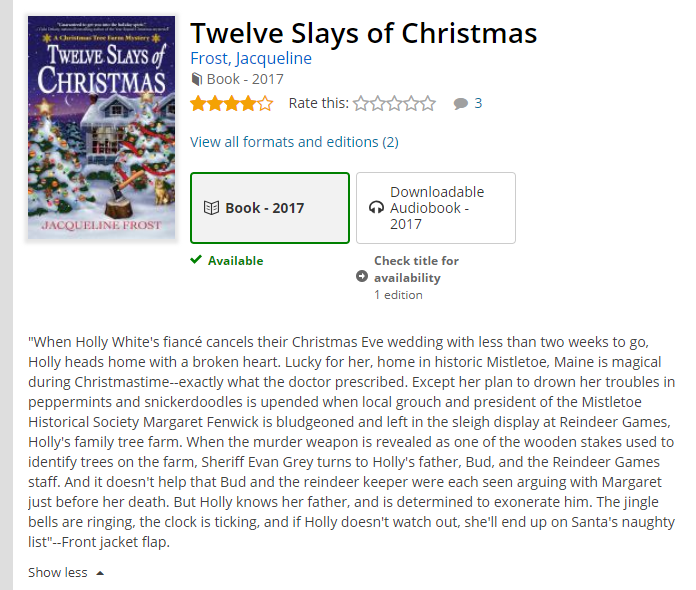 "Guaranteed to get you into the holiday spirit."
A Christmas Tree Farm Mystery
TWELVE SLAYS of
CHRISTMAS
JACQUELINE FROST
Twelve Slays of Christmas
Frost, Jacqueline
Book - 2017
Rate this:
3
View all formats and editions (2)
Book - 2017
Downloadable
Audiobook -
2017
Available
Check title for
availability
1 edition
"When Holly White's fiancé cancels their Christmas Eve wedding with less than two weeks to go,
Holly heads home with a broken heart. Lucky for her, home in historic Mistletoe, Maine is magical
during Christmastime--exactly what the doctor prescribed. Except her plan to drown her troubles in
peppermints and snickerdoodles is upended when local grouch and president of the Mistletoe
Historical Society Margaret Fenwick is bludgeoned and left in the sleigh display at Reindeer Games,
Holly's family tree farm. When the murder weapon is revealed as one of the wooden stakes used to
identify trees on the farm, Sheriff Evan Grey turns to Holly's father, Bud, and the Reindeer Games
staff. And it doesn't help that Bud and the reindeer keeper were each seen arguing with Margaret
just before her death. But Holly knows her father, and is determined to exonerate him. The jingle
bells are ringing, the clock is ticking, and if Holly doesn't watch out, she'll end up on Santa's naughty
list"--Front jacket flap.
Show less